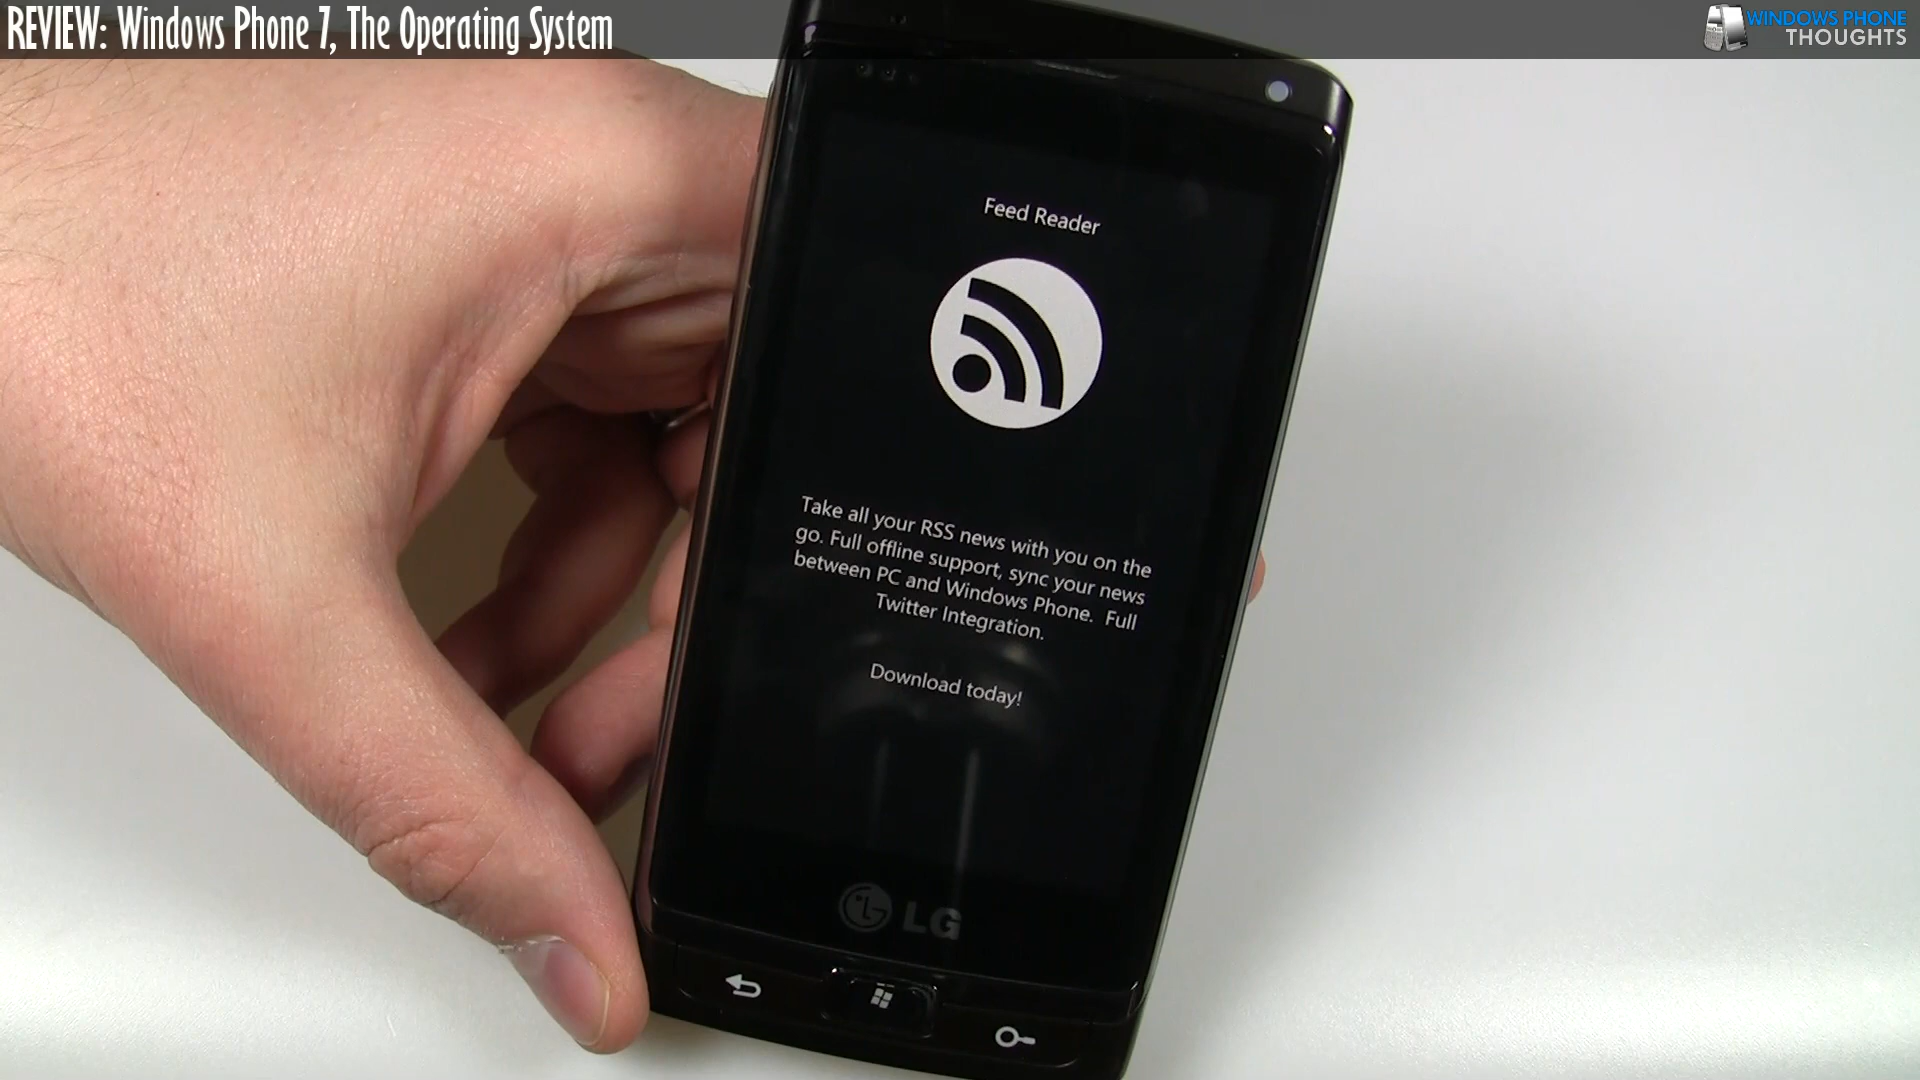 REVIEW: Windows Phone 7, The Operating System
WINDOWS PHONE
THOUGHTS
Feed Reader
Take all your RSS news with you on the
go. Full offline support, sync your news
between PC and Windows Phone.  Full
Twitter Integration.
Download today!
LG